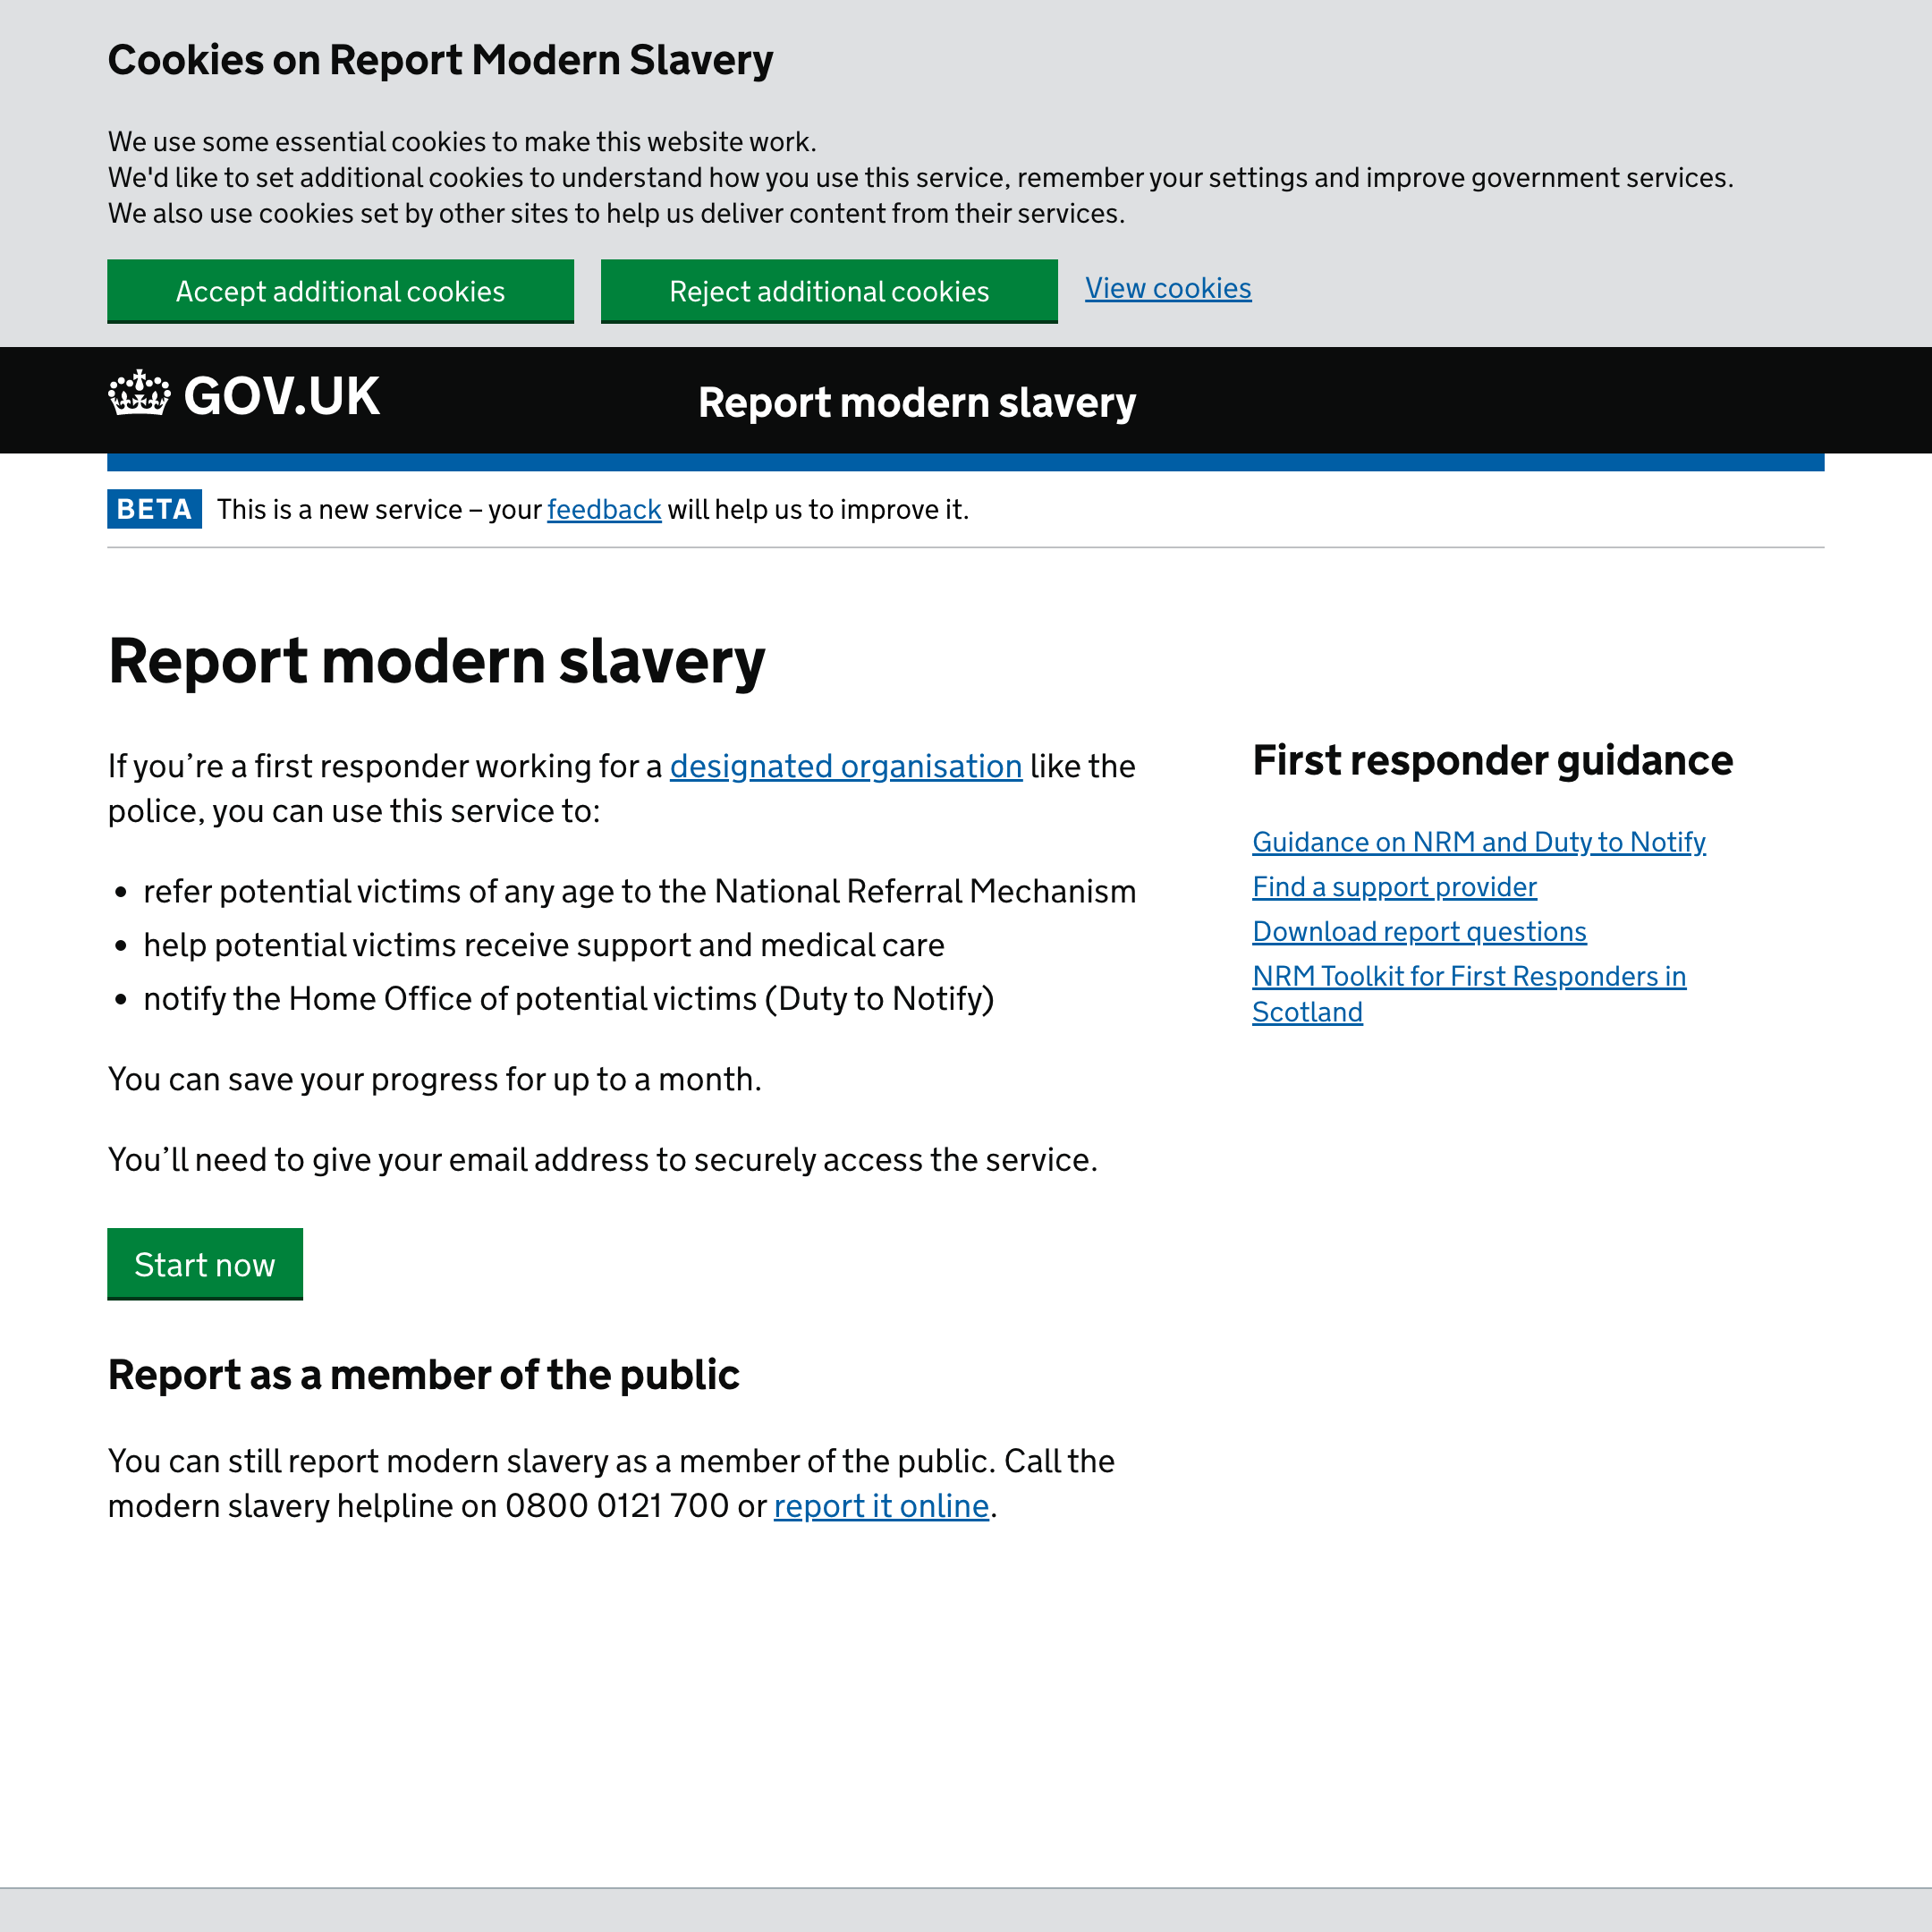 Cookies on Report Modern Slavery
We use some essential cookies to make this website work.
We'd like to set additional cookies to understand how you use this service, remember your settings and improve government services.
We also use cookies set by other sites to help us deliver content from their services.
Accept additional cookies
Reject additional cookies
View cookies
GOV.UK
Report modern slavery
BETA
This is a new service – your feedback will help us to improve it.
Report modern slavery
If you’re a first responder working for a designated organisation like the
police, you can use this service to:
• refer potential victims of any age to the National Referral Mechanism
• help potential victims receive support and medical care
• notify the Home Office of potential victims (Duty to Notify)
You can save your progress for up to a month.
You’ll need to give your email address to securely access the service.
Start now
Report as a member of the public
You can still report modern slavery as a member of the public. Call the
modern slavery helpline on 0800 0121 700 or report it online.
First responder guidance
Guidance on NRM and Duty to Notify
Find a support provider
Download report questions
NRM Toolkit for First Responders in
Scotland